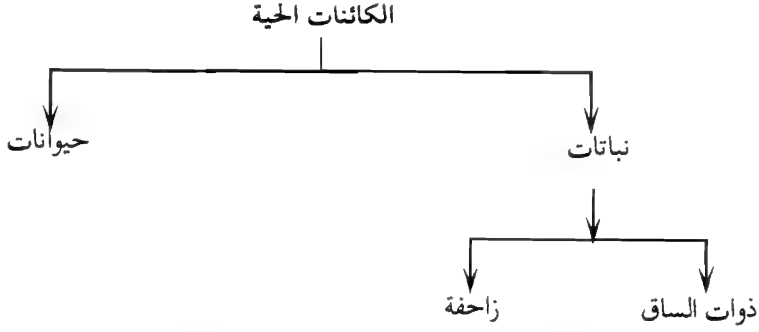 الكائنات الحية
نباتات
حيوانات
ذوات الساق
زاحفة